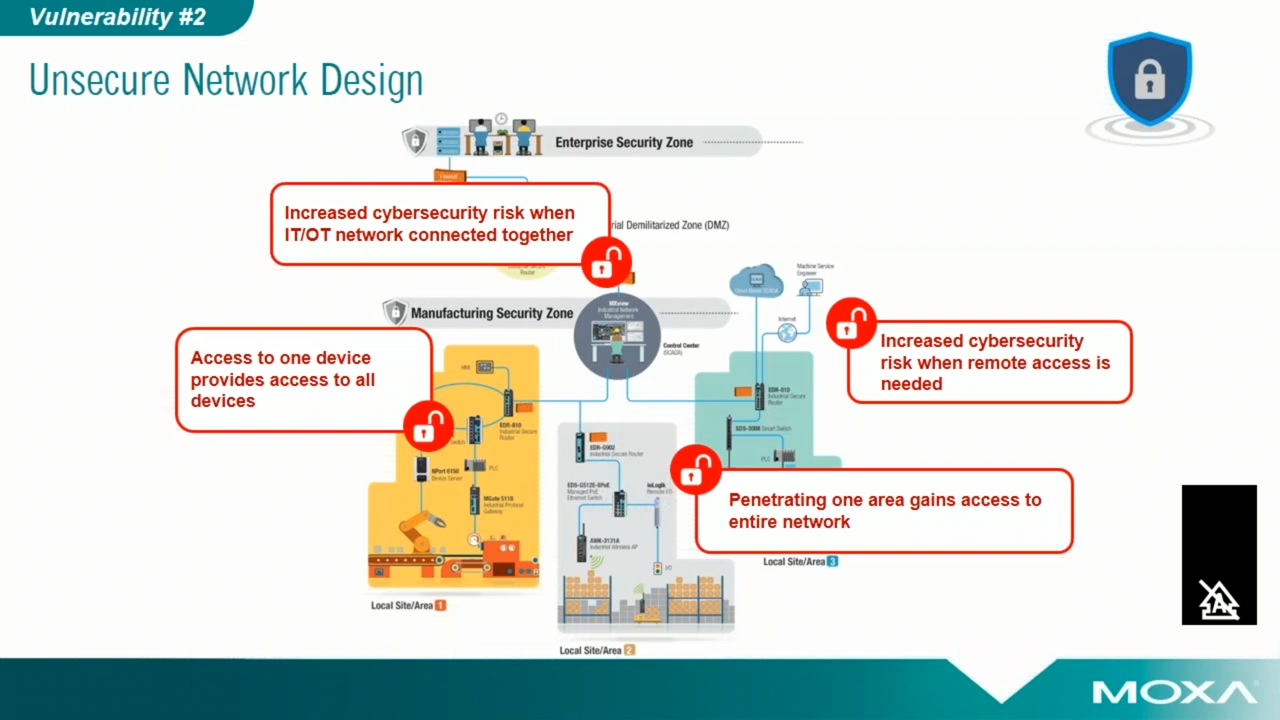 Vulnerability #2
Unsecure Network Design
Enterprise Security Zone
Firewall
Increased cybersecurity risk when
IT/OT network connected together
rial Demilitarized Zone (DMZ)
Router
Machine Service
Engineer
Internet
MXview
Industrial Network
Management
Manufacturing Security Zone
Control Center
(SCADA)
Access to one device
provides access to all
devices
Increased cybersecurity
risk when remote access is
needed
HMI
EDR-810
Industrial Secure
Router
Switch
PLC
NPort 5150
Device Server
MGate 5118
Industrial Protocol
Gateway
Local Site/Area 1
EDR-G902
Industrial Secure Router
EDS-G512E-8PoE
Managed PoE
Ethernet Switch
ioLogik
Remote I/O
AWK-3131A
Industrial Wireless AP
I/O
Local Site/Area 2
EDR-810
Industrial Secure
Router
SDS-3008 Smart Switch
PLC
Penetrating one area gains access to
entire network
Local Site/Area 3
MOXA